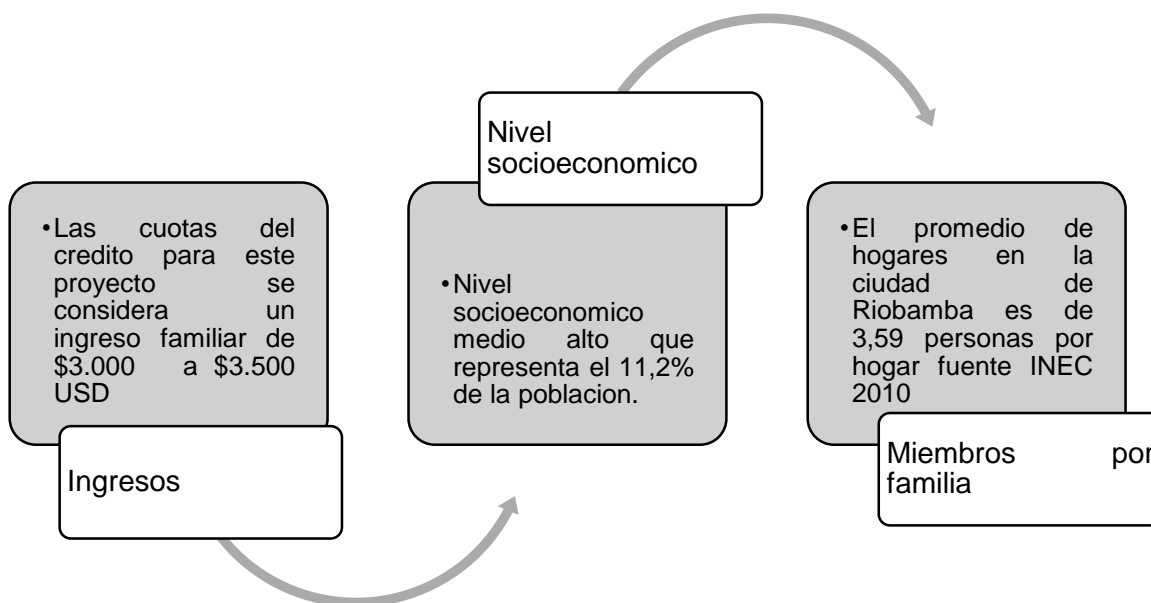 •Las cuotas del
credito para este
proyecto se
considera un
ingreso familiar de
$3.000 a $3.500
USD
Ingresos
Nivel
socioeconomico
•Nivel
socioeconomico
medio alto que
representa el 11,2%
de la poblacion.
•El promedio de
hogares en la
ciudad de
Riobamba es de
3,59 personas por
hogar fuente INEC
2010
Miembros por
familia